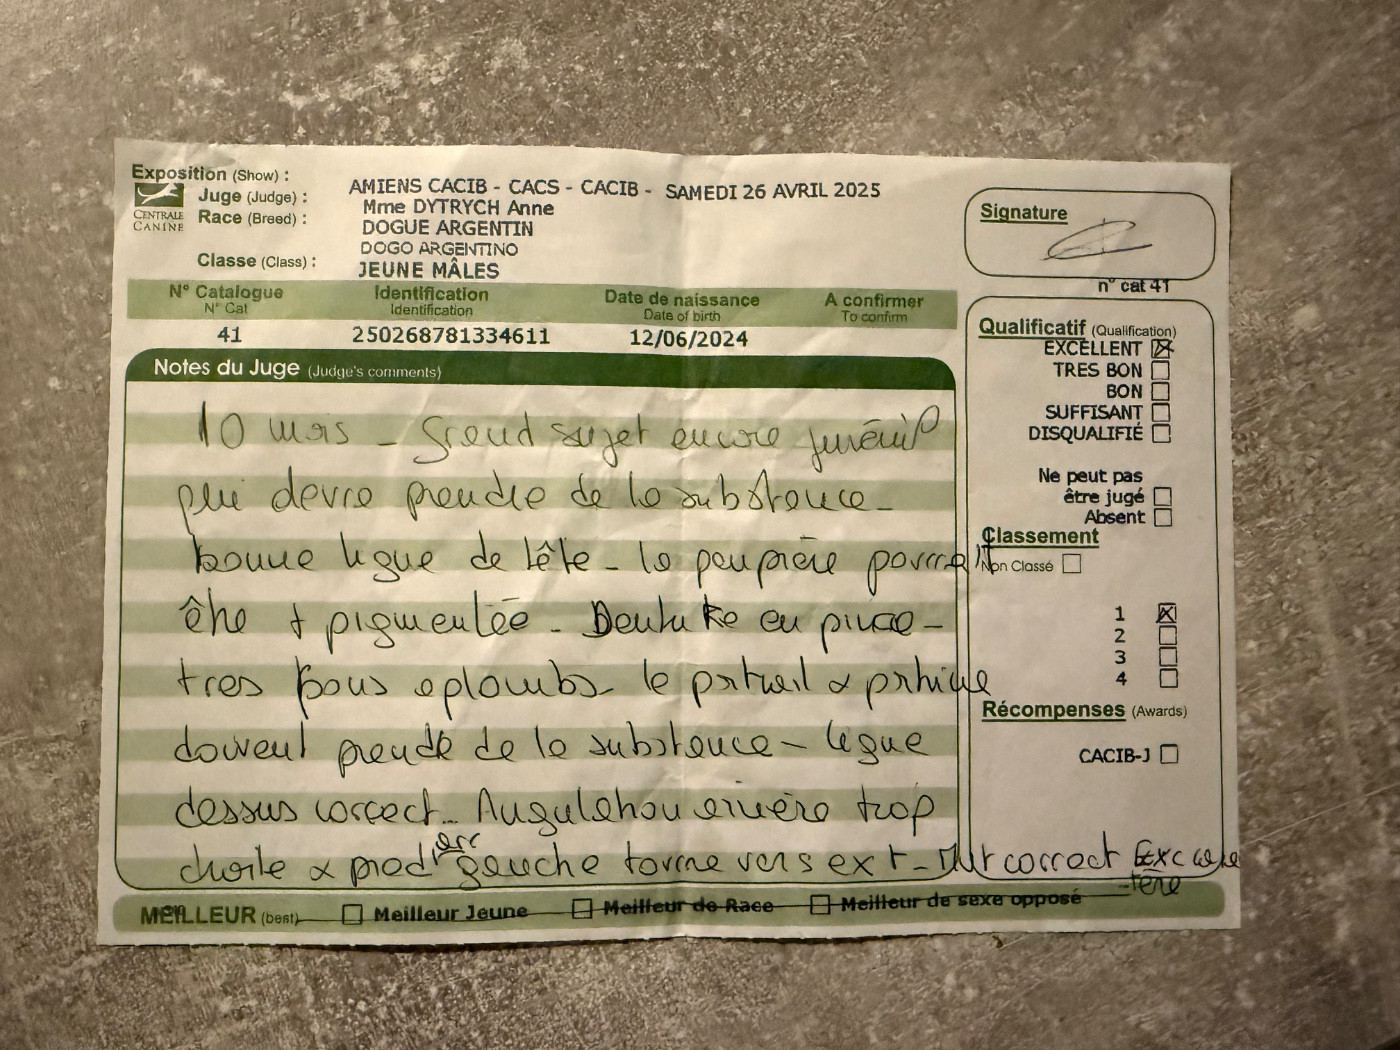 Exposition (Show) :
AMIENS CACIB - CACS - CACIB - SAMEDI 26 AVRIL 2025
CENTRALE
CANINE
Juge (Judge) :
Mme DYTRYCH Anne
Race (Breed) :
DOGUE ARGENTIN
DOGO ARGENTINO
Classe (Class) :
JEUNE MÂLES
Signature
n° cat 41
N° Catalogue Identification Date de naissance A confirmer
N° Cat Identification Date of birth To confirm
41 250268781334611 12/06/2024
Notes du Juge (Judge's comments)
10 mois - Grand sujet encore juvénil
qui devra prendre de la substance -
bonne ligne de tête - la paupière pourrait
être + pigmentée - Denture en pince -
tres bons aplombs - le poitrail & poitrine
doivent prendre de la substance - ligne
dessus correct - Angulation arrière trop
droite & pied arr gauche tourne vers ext - Mvt correct Exc carac
-tère
Qualificatif (Qualification)
EXCELLENT
TRES BON
BON
SUFFISANT
DISQUALIFIÉ
Ne peut pas
être jugé
Absent
Classement
Non Classé
1
2
3
4
Récompenses (Awards)
CACIB-J
MEILLEUR (best) Meilleur Jeune Meilleur de Race Meilleur de sexe opposé